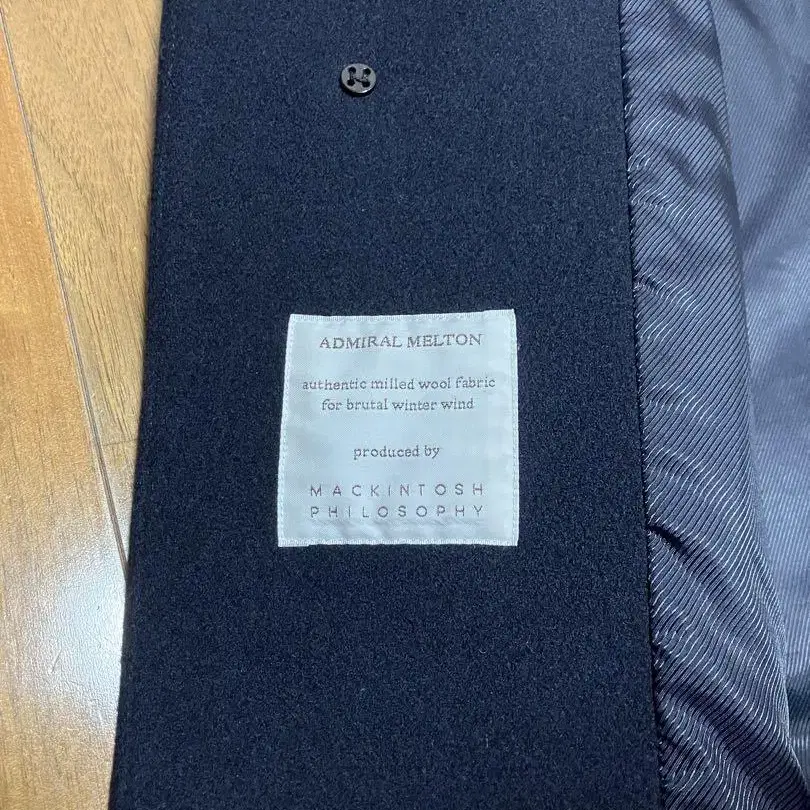 ADMIRAL MELTON
authentic milled wool fabric
for brutal winter wind
produced by
MACKINTOSH
PHILOSOPHY